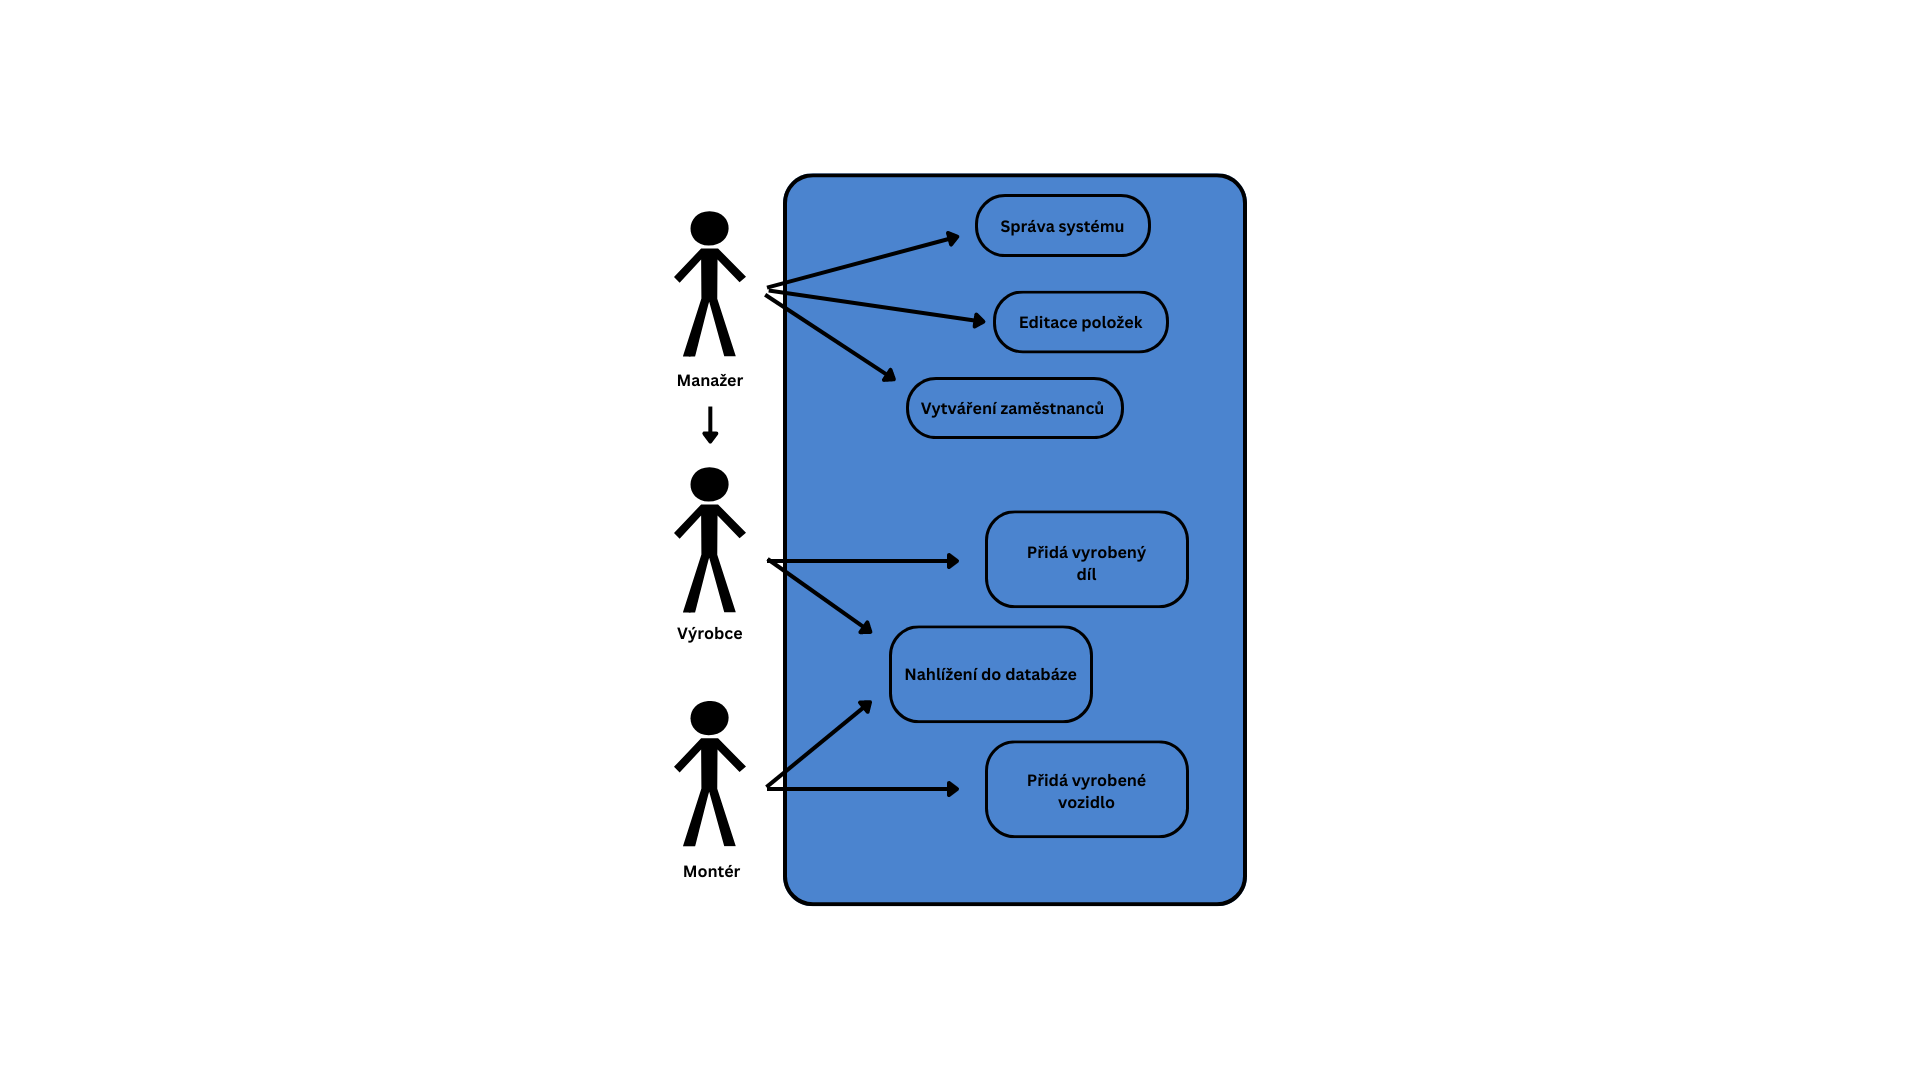 Správa systému
Editace položek
Manažer
Vytváření zaměstnanců
Přidá vyrobený
díl
Výrobce
Nahlížení do databáze
Přidá vyrobené
vozidlo
Montér